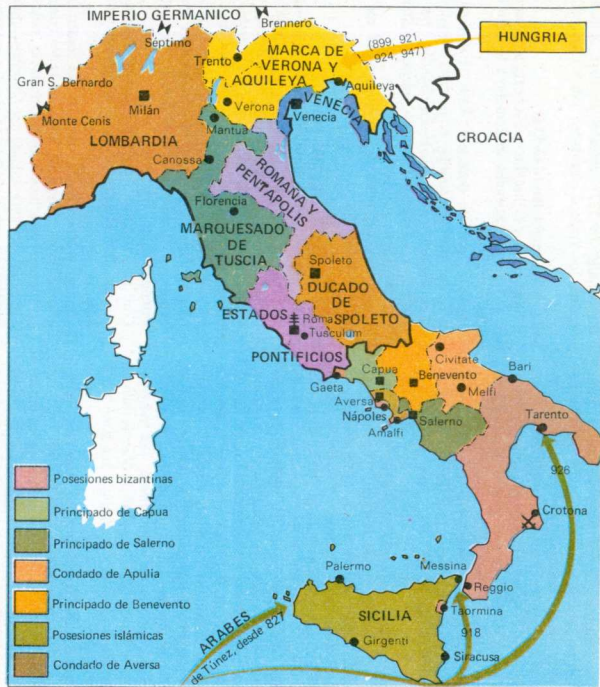 IMPERIO GERMANICO
Brennero
Séptimo
MARCA DE
VERONA Y
AQUILEYA
(899, 921,
924, 947)
HUNGRIA
Trento
Gran S. Bernardo
Aquileya
Milán
Verona
VENECIA
Venecia
Monte Cenis
Mantua
LOMBARDIA
CROACIA
Canossa
ROMAÑA Y
PENTAPOLIS
Florencia
MARQUESADO
DE
TUSCIA
Spoleto
DUCADO
DE
SPOLETO
ESTADOS
Roma
Tusculum
PONTIFICIOS
Civitate
Capua
Benevento
Bari
Gaeta
Melfi
Aversa
Nápoles
Salerno
Tarento
Amalfi
926
Posesiones bizantinas
Crotona
Principado de Capua
Principado de Salerno
Condado de Apulia
Palermo
Messina
Reggio
Principado de Benevento
SICILIA
Taormina
ARABES
de Túnez, desde 827
918
Posesiones islámicas
Girgenti
Siracusa
Condado de Aversa